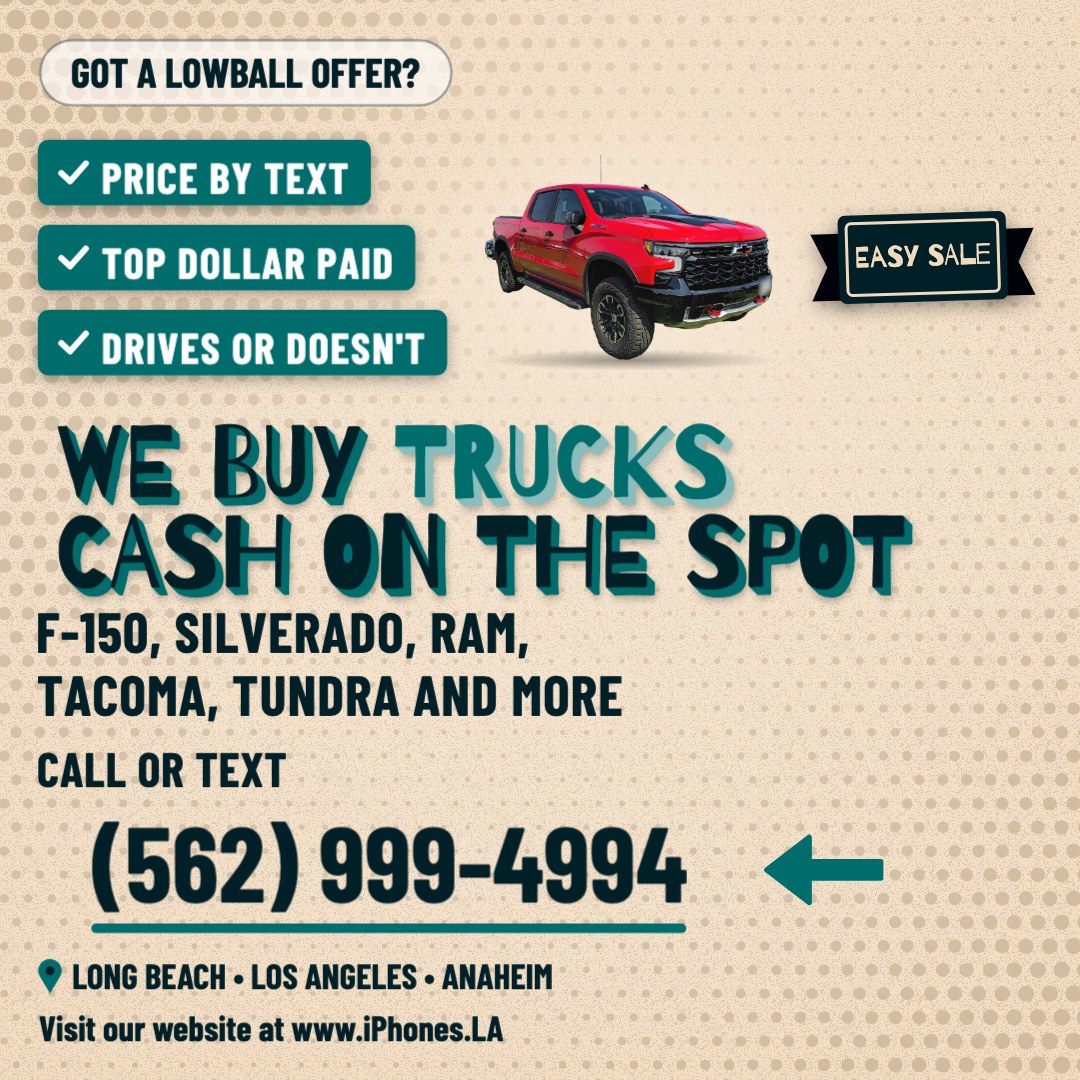 GOT A LOWBALL OFFER?
PRICE BY TEXT
TOP DOLLAR PAID
DRIVES OR DOESN'T
EASY SALE
WE BUY TRUCKS
CASH ON THE SPOT
F-150, SILVERADO, RAM,
TACOMA, TUNDRA AND MORE
CALL OR TEXT
(562) 999-4994
LONG BEACH • LOS ANGELES • ANAHEIM
Visit our website at www.iPhones.LA